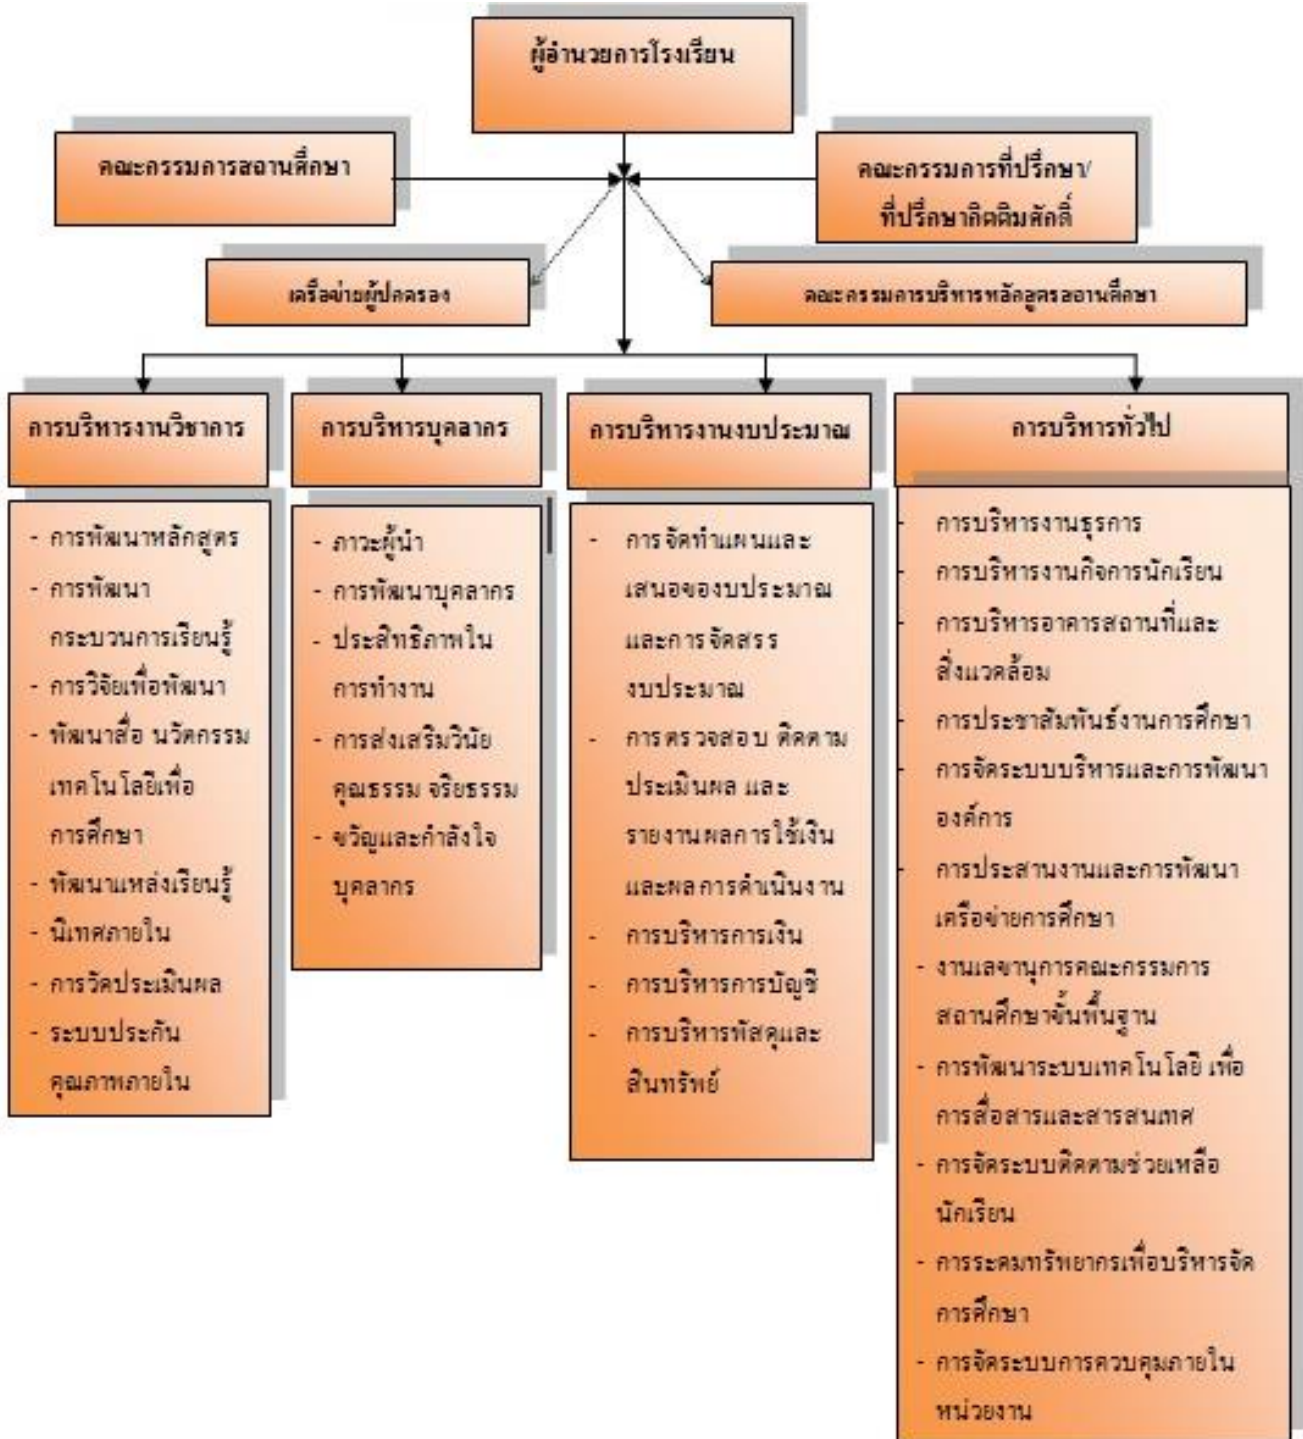 ผู้อำนวยการโรงเรียน
คณะกรรมการสถานศึกษา
คณะกรรมการที่ปรึกษา/
ที่ปรึกษากิตติมศักดิ์
เครือข่ายผู้ปกครอง
คณะกรรมการบริหารหลักสูตรสถานศึกษา
การบริหารงานวิชาการ
- การพัฒนาหลักสูตร
- การพัฒนา
กระบวนการเรียนรู้
- การวิจัยเพื่อพัฒนา
- พัฒนาสื่อ นวัตกรรม
เทคโนโลยีเพื่อ
การศึกษา
- พัฒนาแหล่งเรียนรู้
- นิเทศภายใน
- การวัดประเมินผล
- ระบบประกัน
คุณภาพภายใน
การบริหารบุคลากร
- ภาวะผู้นำ
- การพัฒนาบุคลากร
- ประสิทธิภาพใน
การทำงาน
- การส่งเสริมวินัย
คุณธรรม จริยธรรม
- ขวัญและกำลังใจ
บุคลากร
การบริหารงานงบประมาณ
- การจัดทำแผนและ
เสนอของบประมาณ
และการจัดสรร
งบประมาณ
- การตรวจสอบ ติดตาม
ประเมินผล และ
รายงานผลการใช้เงิน
และผลการดำเนินงาน
- การบริหารการเงิน
- การบริหารการบัญชี
- การบริหารพัสดุและ
สินทรัพย์
การบริหารทั่วไป
- การบริหารงานธุรการ
- การบริหารงานกิจการนักเรียน
- การบริหารอาคารสถานที่และ
สิ่งแวดล้อม
- การประชาสัมพันธ์งานการศึกษา
- การจัดระบบบริหารและการพัฒนา
องค์การ
- การประสานงานและการพัฒนา
เครือข่ายการศึกษา
- งานเลขานุการคณะกรรมการ
สถานศึกษาขั้นพื้นฐาน
- การพัฒนาระบบเทคโนโลยี เพื่อ
การสื่อสารและสารสนเทศ
- การจัดระบบติดตามช่วยเหลือ
นักเรียน
- การระดมทรัพยากรเพื่อบริหารจัด
การศึกษา
- การจัดระบบการควบคุมภายใน
หน่วยงาน